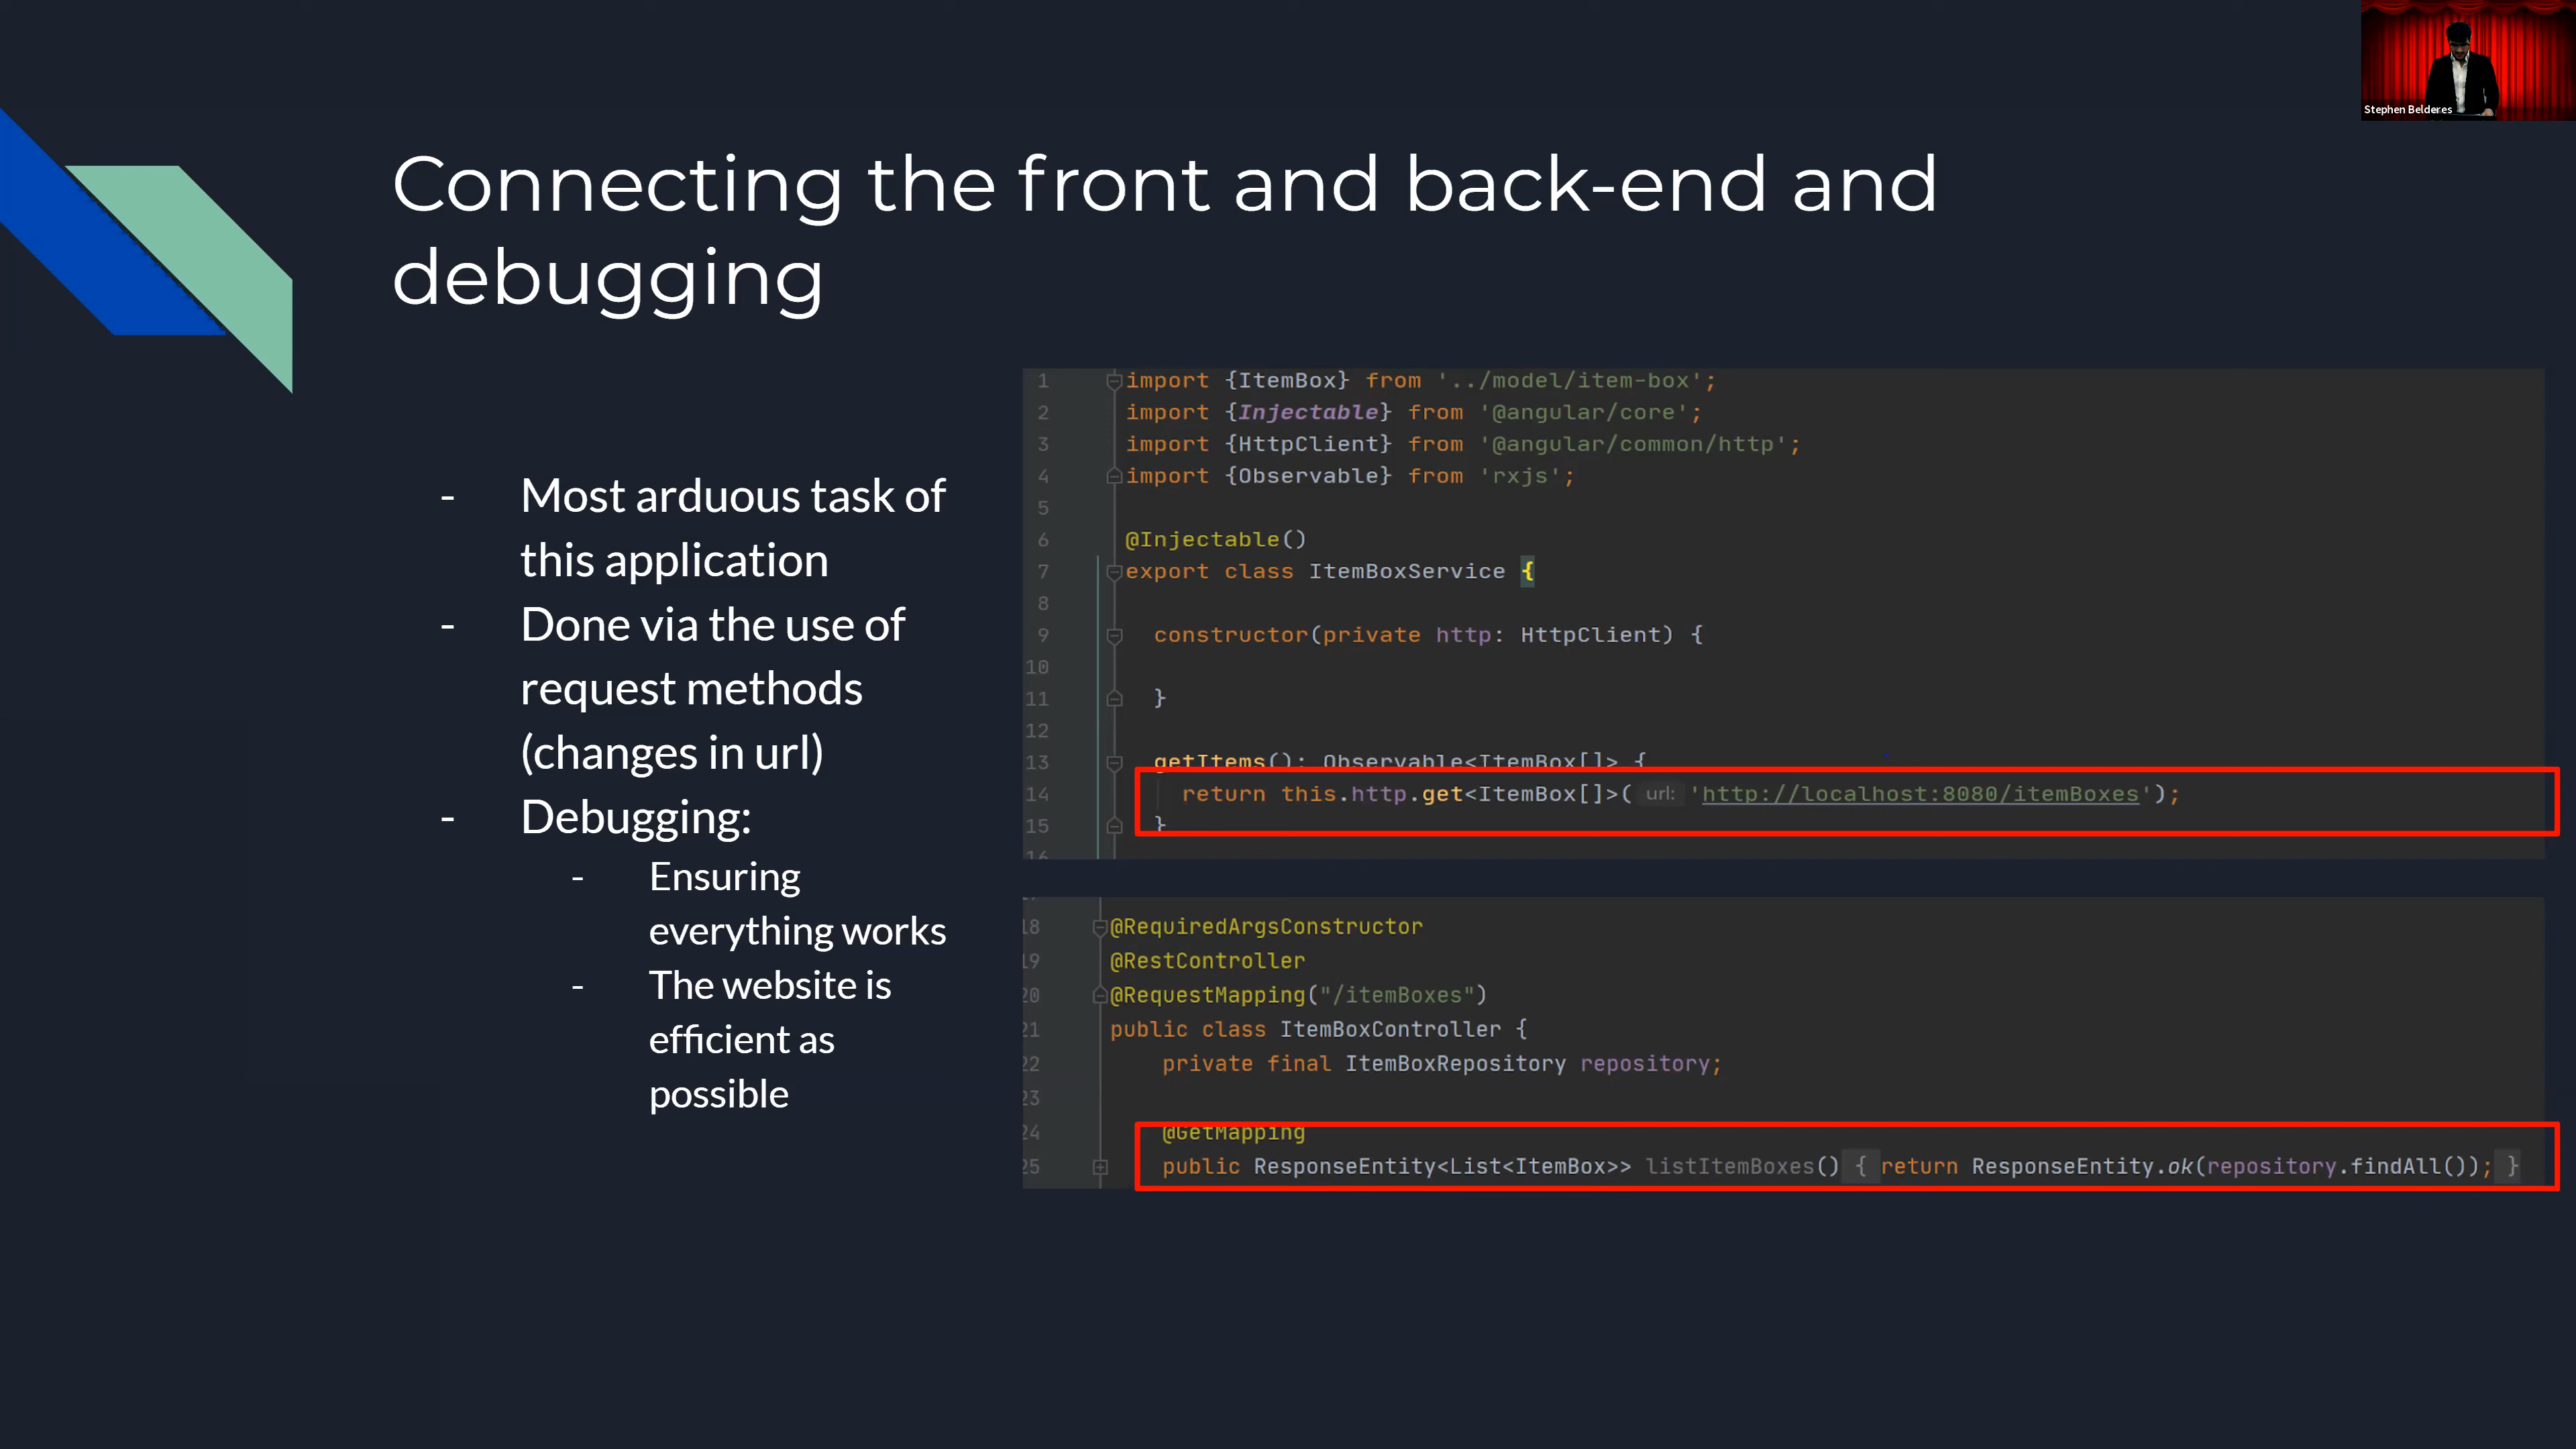 Stephen Belderes
Connecting the front and back-end and
debugging
- Most arduous task of
this application
- Done via the use of
request methods
(changes in url)
- Debugging:
- Ensuring
everything works
- The website is
efficient as
possible
1 import {ItemBox} from '../model/item-box';
2 import {Injectable} from '@angular/core';
3 import {HttpClient} from '@angular/common/http';
4 import {Observable} from 'rxjs';
5
6 @Injectable()
7 export class ItemBoxService {
8
9 constructor(private http: HttpClient) {
10
11 }
12
13 getItems(): Observable<ItemBox[]> {
14 return this.http.get<ItemBox[]>( url: 'http://localhost:8080/itemBoxes');
15 }
16
18 @RequiredArgsConstructor
19 @RestController
20 @RequestMapping("/itemBoxes")
21 public class ItemBoxController {
22 private final ItemBoxRepository repository;
23
24 @GetMapping
25 public ResponseEntity<List<ItemBox>> listItemBoxes() { return ResponseEntity.ok(repository.findAll()); }